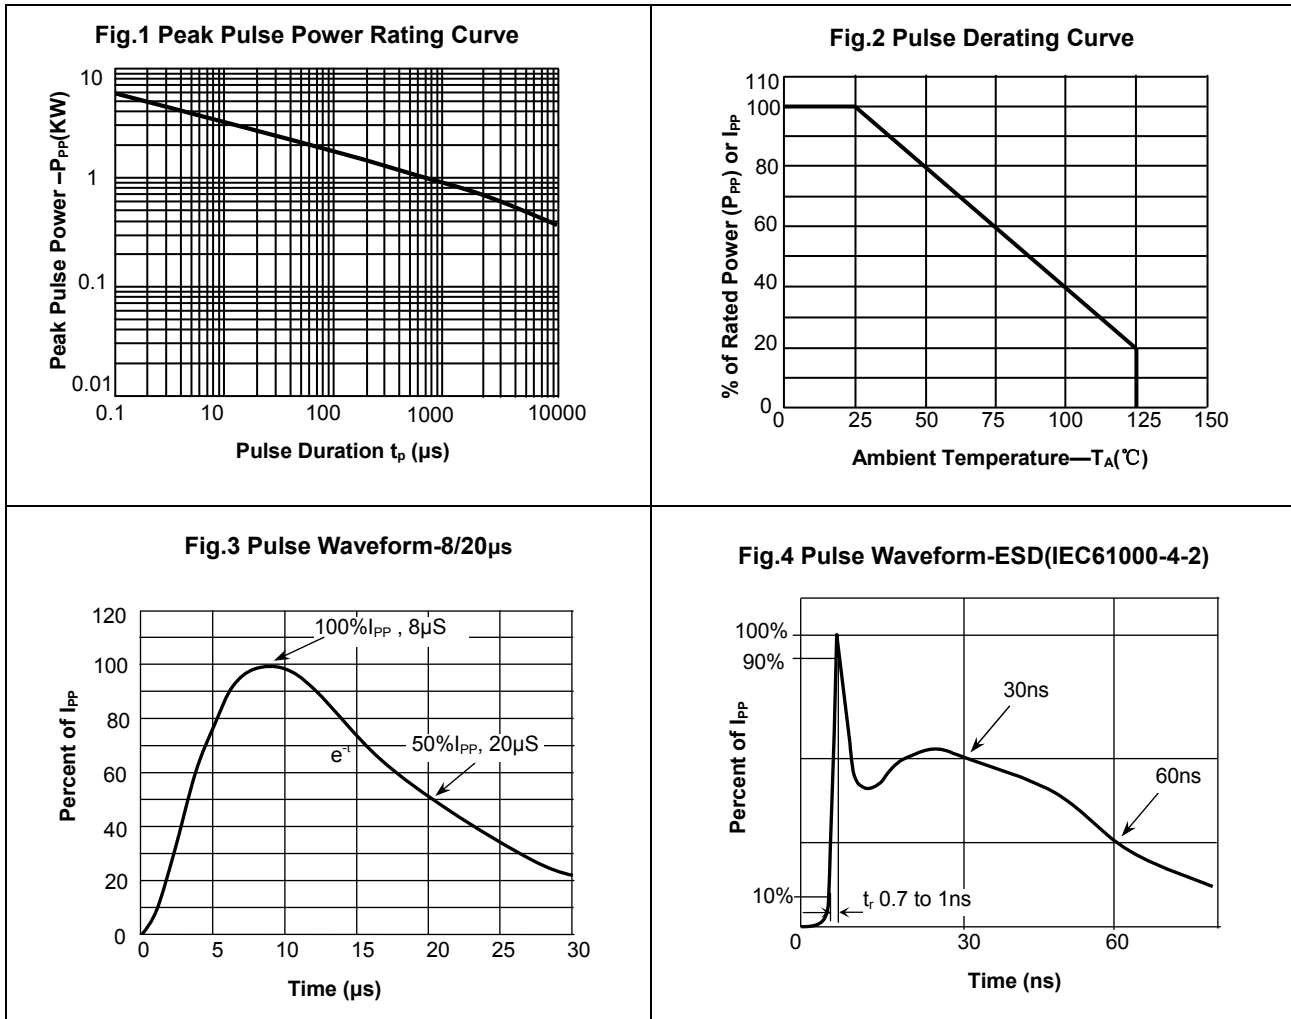 Fig.1 Peak Pulse Power Rating Curve
Peak Pulse Power –PPP(KW)
10
1
0.1
0.01
0.1 10 100 1000 10000
Pulse Duration tp (µs)
Fig.2 Pulse Derating Curve
% of Rated Power (PPP) or IPP
110
100
80
60
40
20
0
0 25 50 75 100 125 150
Ambient Temperature—TA(℃)
Fig.3 Pulse Waveform-8/20µs
Percent of IPP
120
100
80
60
40
20
0
100%IPP , 8µS
e-t
50%IPP, 20µS
0 5 10 15 20 25 30
Time (µs)
Fig.4 Pulse Waveform-ESD(IEC61000-4-2)
Percent of IPP
100%
90%
10%
30ns
60ns
tr 0.7 to 1ns
0 30 60
Time (ns)